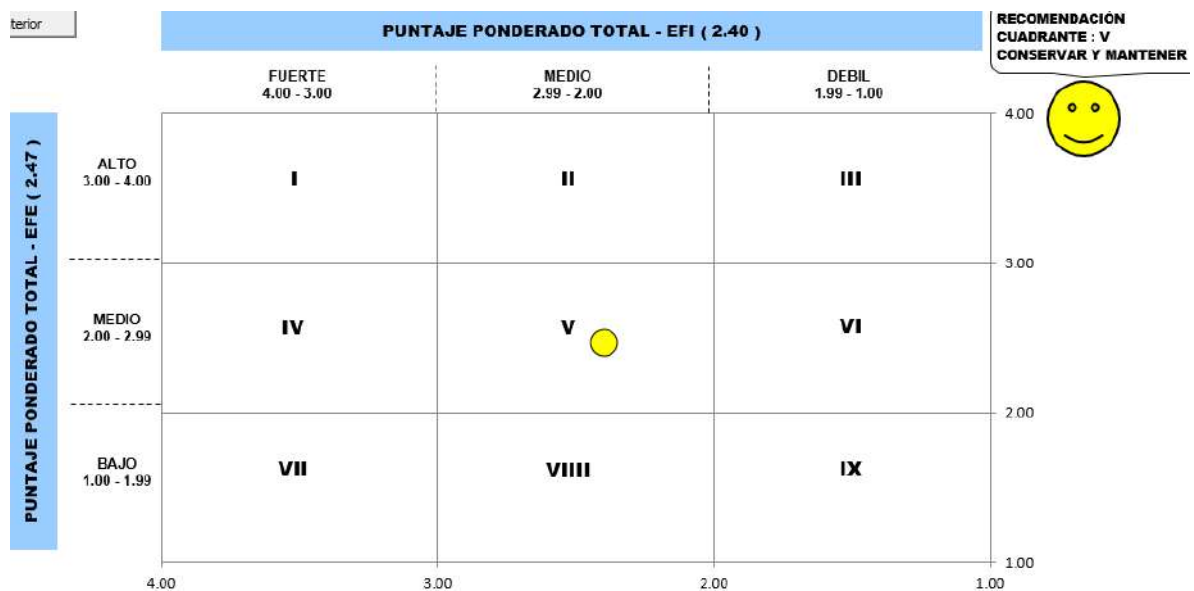 terior
PUNTAJE PONDERADO TOTAL - EFI ( 2.40 )
RECOMENDACIÓN
CUADRANTE : V
CONSERVAR Y MANTENER
FUERTE
4.00 - 3.00
MEDIO
2.99 - 2.00
DEBIL
1.99 - 1.00
PUNTAJE PONDERADO TOTAL - EFE ( 2.47 )
4.00
ALTO
3.00 - 4.00
I
II
III
3.00
MEDIO
2.00 - 2.99
IV
V
VI
2.00
BAJO
1.00 - 1.99
VII
VIIII
IX
1.00
4.00
3.00
2.00
1.00